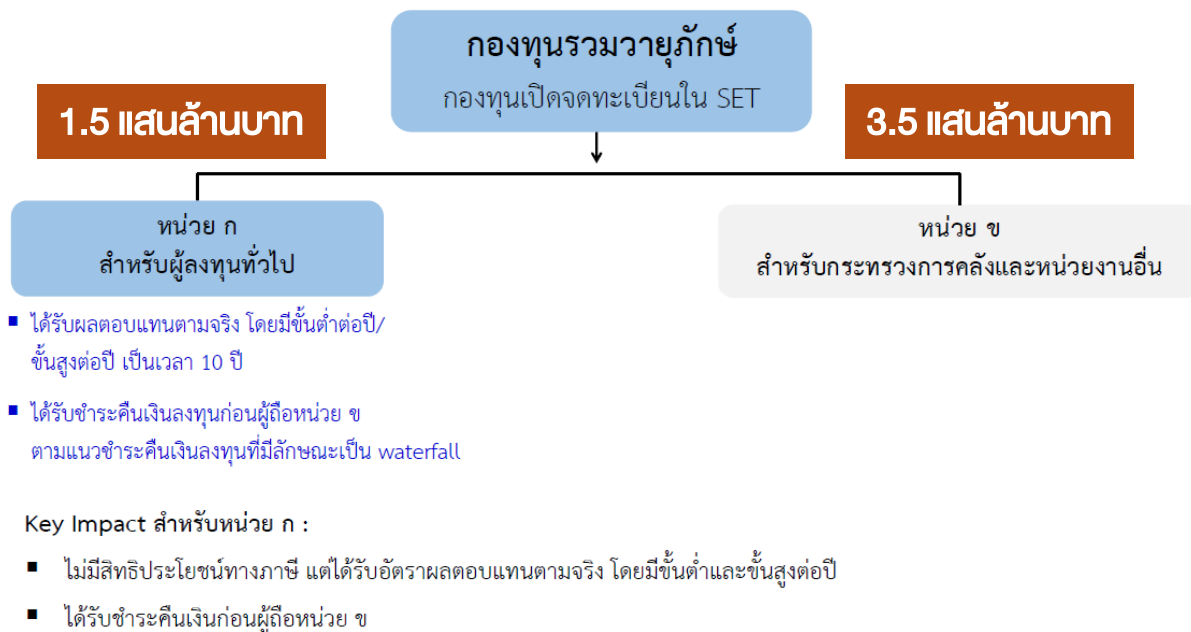 กองทุนรวมวายุภักษ์
กองทุนเปิดจดทะเบียนใน SET
1.5 แสนล้านบาท
3.5 แสนล้านบาท
หน่วย ก
สำหรับผู้ลงทุนทั่วไป
หน่วย ข
สำหรับกระทรวงการคลังและหน่วยงานอื่น
▪ ได้รับผลตอบแทนตามจริง โดยมีขั้นต่ำต่อปี/
ขั้นสูงต่อปี เป็นเวลา 10 ปี
▪ ได้รับชำระคืนเงินลงทุนก่อนผู้ถือหน่วย ข
ตามแนวชำระคืนเงินลงทุนที่มีลักษณะเป็น waterfall
Key Impact สำหรับหน่วย ก :
▪ ไม่มีสิทธิประโยชน์ทางภาษี แต่ได้รับอัตราผลตอบแทนตามจริง โดยมีขั้นต่ำและขั้นสูงต่อปี
▪ ได้รับชำระคืนเงินก่อนผู้ถือหน่วย ข